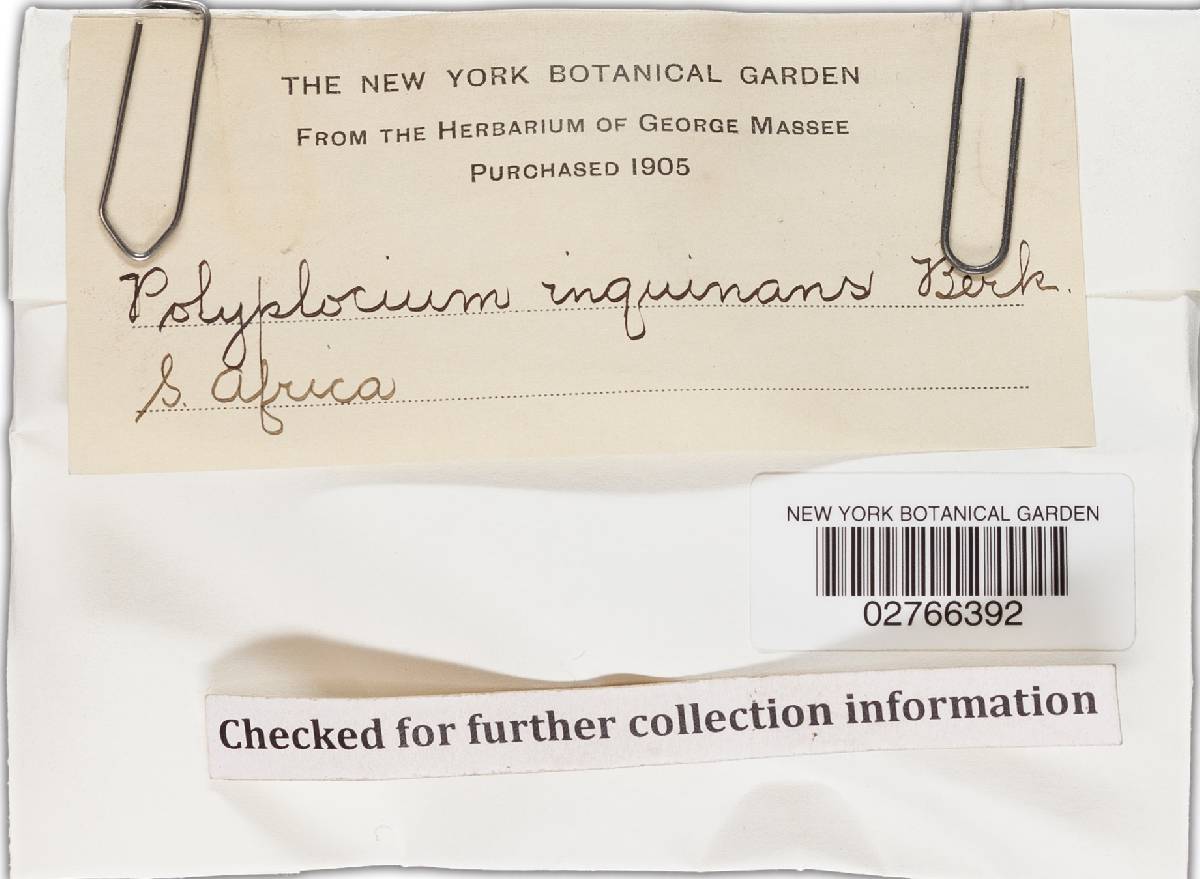 THE NEW YORK BOTANICAL GARDEN
FROM THE HERBARIUM OF GEORGE MASSEE
PURCHASED 1905
Polyplocium inquinans Berk.
S. Africa
NEW YORK BOTANICAL GARDEN
02766392
Checked for further collection information